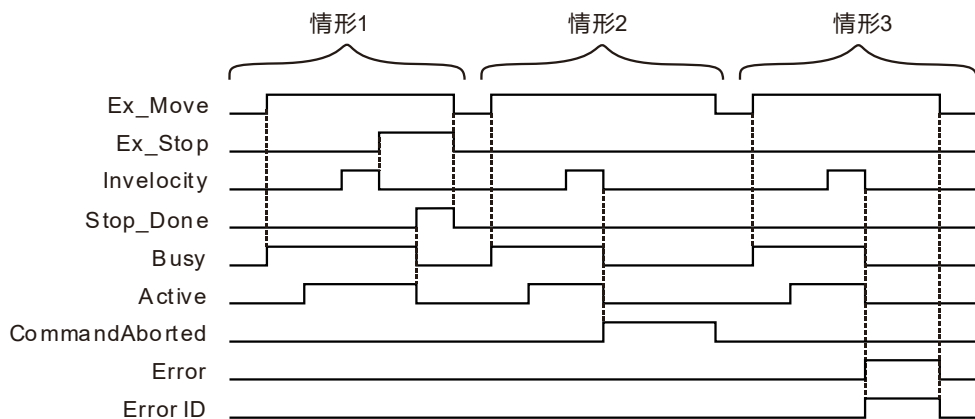 情形1 情形2 情形3
Ex_Move
Ex_Stop
Invelocity
Stop_Done
Busy
Active
CommandAborted
Error
Error ID